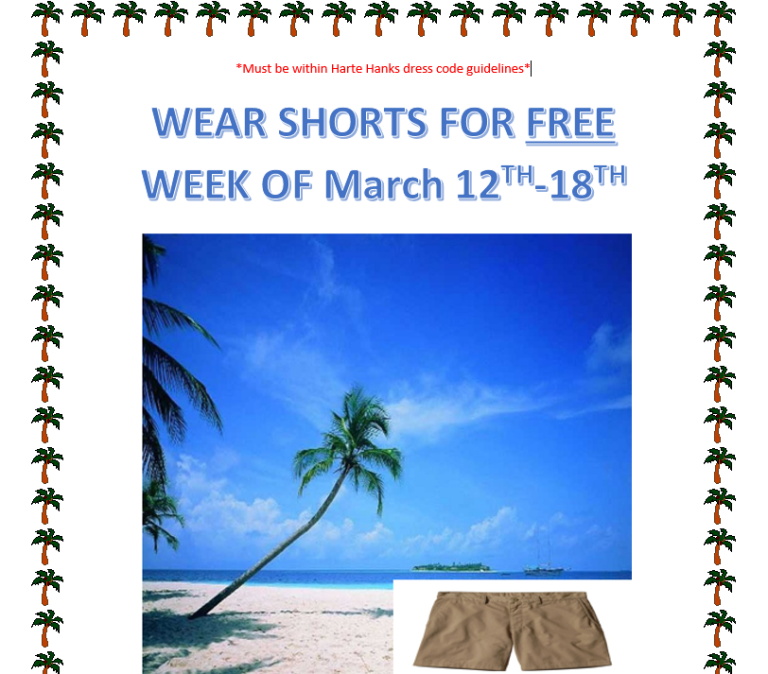 *Must be within Harte Hanks dress code guidelines*
WEAR SHORTS FOR FREE
WEEK OF March 12TH-18TH